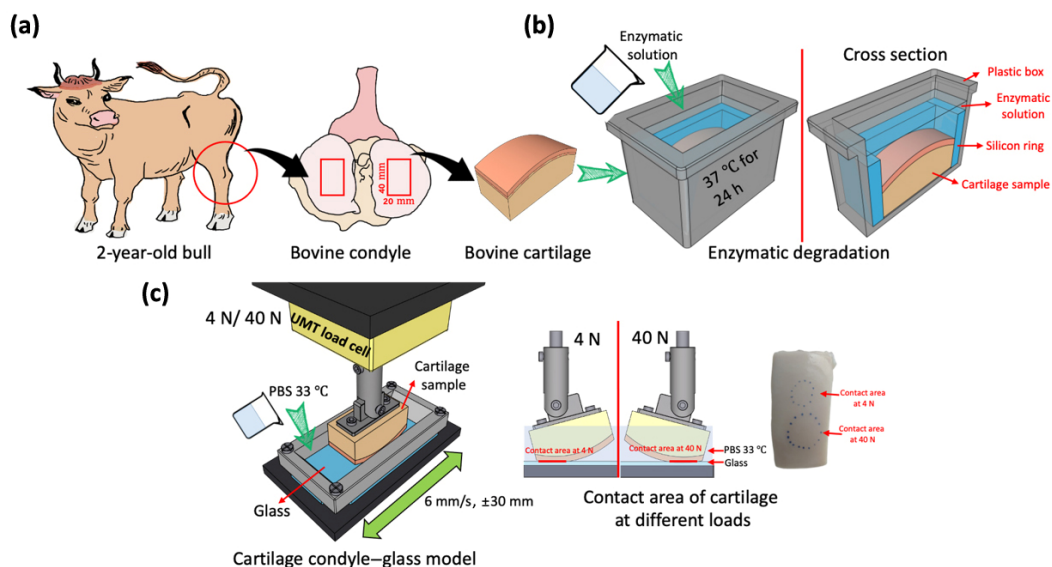 (a)
2-year-old bull
40 mm
20 mm
Bovine condyle
Bovine cartilage
(b)
Enzymatic
solution
37 °C for
24 h
Cross section
Plastic box
Enzymatic
solution
Silicon ring
Cartilage sample
Enzymatic degradation
(c)
4 N/ 40 N
UMT load cell
Cartilage
sample
PBS 33 °C
Glass
6 mm/s, ±30 mm
Cartilage condyle–glass model
4 N
40 N
Contact area at 4 N
Contact area at 40 N
PBS 33 °C
Glass
Contact area
at 4 N
Contact area
at 40 N
Contact area of cartilage
at different loads